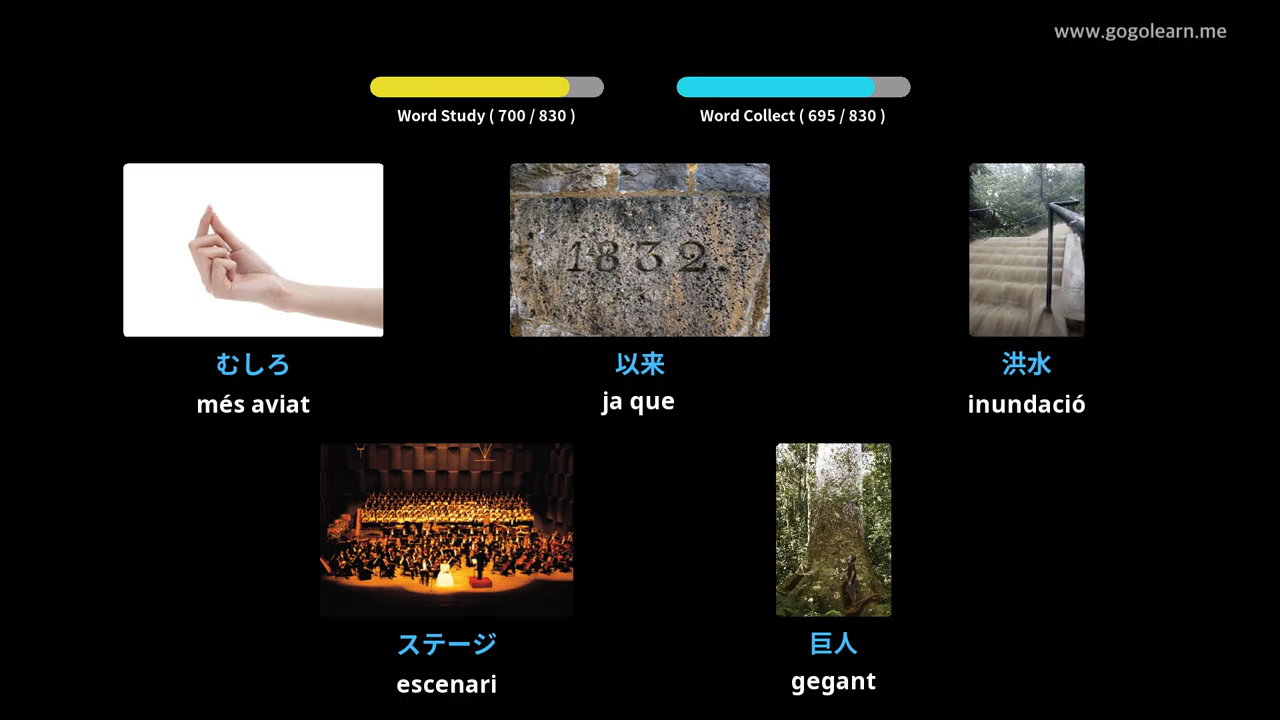 www.gogolearn.me
Word Study ( 700 / 830 )
Word Collect ( 695 / 830 )
1832.
むしろ
més aviat
以来
ja que
洪水
inundació
ステージ
escenari
巨人
gegant